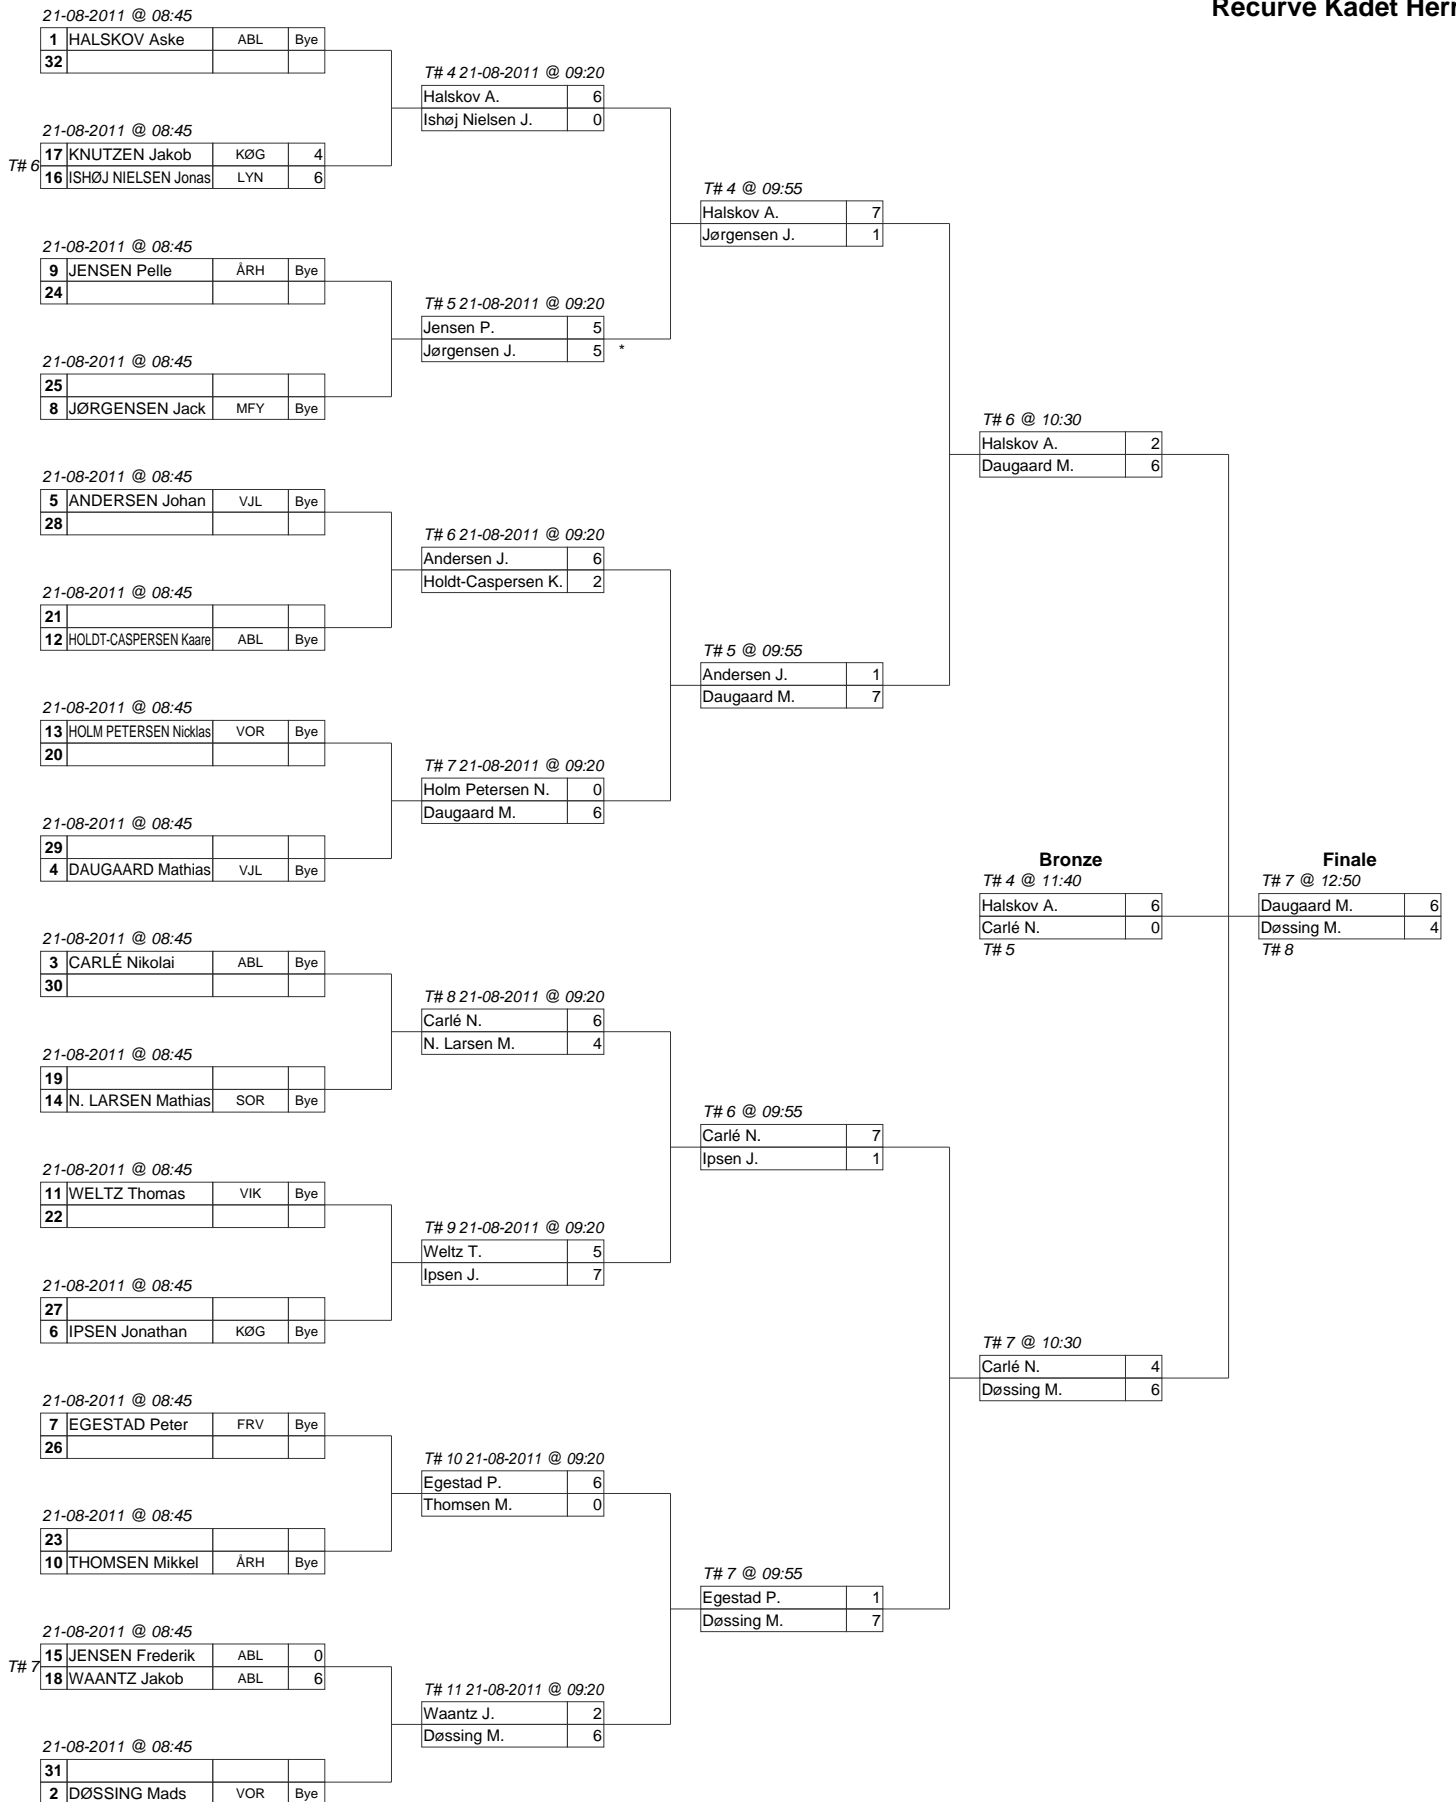 Recurve Kadet Herr
21-08-2011 @ 08:45
1 HALSKOV Aske ABL Bye
32
21-08-2011 @ 08:45
T# 6
17 KNUTZEN Jakob KØG 4
16 ISHØJ NIELSEN Jonas LYN 6
21-08-2011 @ 08:45
9 JENSEN Pelle ÅRH Bye
24
21-08-2011 @ 08:45
25
8 JØRGENSEN Jack MFY Bye
21-08-2011 @ 08:45
5 ANDERSEN Johan VJL Bye
28
21-08-2011 @ 08:45
21
12 HOLDT-CASPERSEN Kaare ABL Bye
21-08-2011 @ 08:45
13 HOLM PETERSEN Nicklas VOR Bye
20
21-08-2011 @ 08:45
29
4 DAUGAARD Mathias VJL Bye
21-08-2011 @ 08:45
3 CARLÉ Nikolai ABL Bye
30
21-08-2011 @ 08:45
19
14 N. LARSEN Mathias SOR Bye
21-08-2011 @ 08:45
11 WELTZ Thomas VIK Bye
22
21-08-2011 @ 08:45
27
6 IPSEN Jonathan KØG Bye
21-08-2011 @ 08:45
7 EGESTAD Peter FRV Bye
26
21-08-2011 @ 08:45
23
10 THOMSEN Mikkel ÅRH Bye
21-08-2011 @ 08:45
T# 7
15 JENSEN Frederik ABL 0
18 WAANTZ Jakob ABL 6
21-08-2011 @ 08:45
31
2 DØSSING Mads VOR Bye
T# 4 21-08-2011 @ 09:20
Halskov A. 6
Ishøj Nielsen J. 0
T# 5 21-08-2011 @ 09:20
Jensen P. 5
Jørgensen J. 5 *
T# 6 21-08-2011 @ 09:20
Andersen J. 6
Holdt-Caspersen K. 2
T# 7 21-08-2011 @ 09:20
Holm Petersen N. 0
Daugaard M. 6
T# 8 21-08-2011 @ 09:20
Carlé N. 6
N. Larsen M. 4
T# 9 21-08-2011 @ 09:20
Weltz T. 5
Ipsen J. 7
T# 10 21-08-2011 @ 09:20
Egestad P. 6
Thomsen M. 0
T# 11 21-08-2011 @ 09:20
Waantz J. 2
Døssing M. 6
T# 4 @ 09:55
Halskov A. 7
Jørgensen J. 1
T# 5 @ 09:55
Andersen J. 1
Daugaard M. 7
T# 6 @ 09:55
Carlé N. 7
Ipsen J. 1
T# 7 @ 09:55
Egestad P. 1
Døssing M. 7
T# 6 @ 10:30
Halskov A. 2
Daugaard M. 6
T# 7 @ 10:30
Carlé N. 4
Døssing M. 6
Bronze
T# 4 @ 11:40
Halskov A. 6
Carlé N. 0
T# 5
Finale
T# 7 @ 12:50
Daugaard M. 6
Døssing M. 4
T# 8